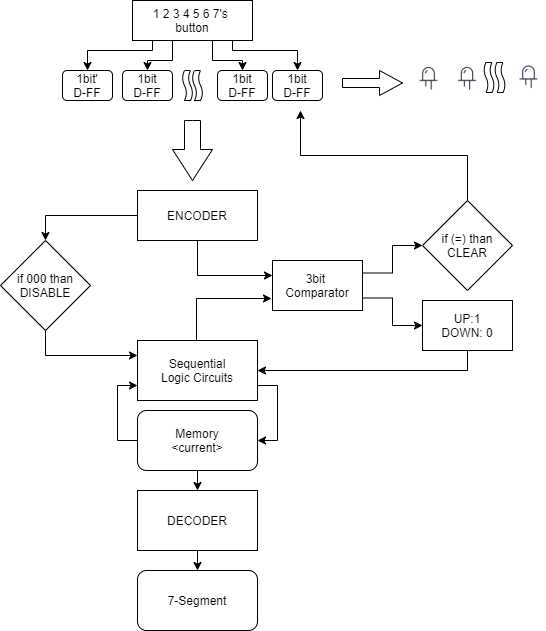 1 2 3 4 5 6 7's
button
1bit'
D-FF
1bit
D-FF
1bit
D-FF
1bit
D-FF
ENCODER
if 000 than
DISABLE
if (=) than
CLEAR
3bit
Comparator
UP:1
DOWN: 0
Sequential
Logic Circuits
Memory
<current>
DECODER
7-Segment